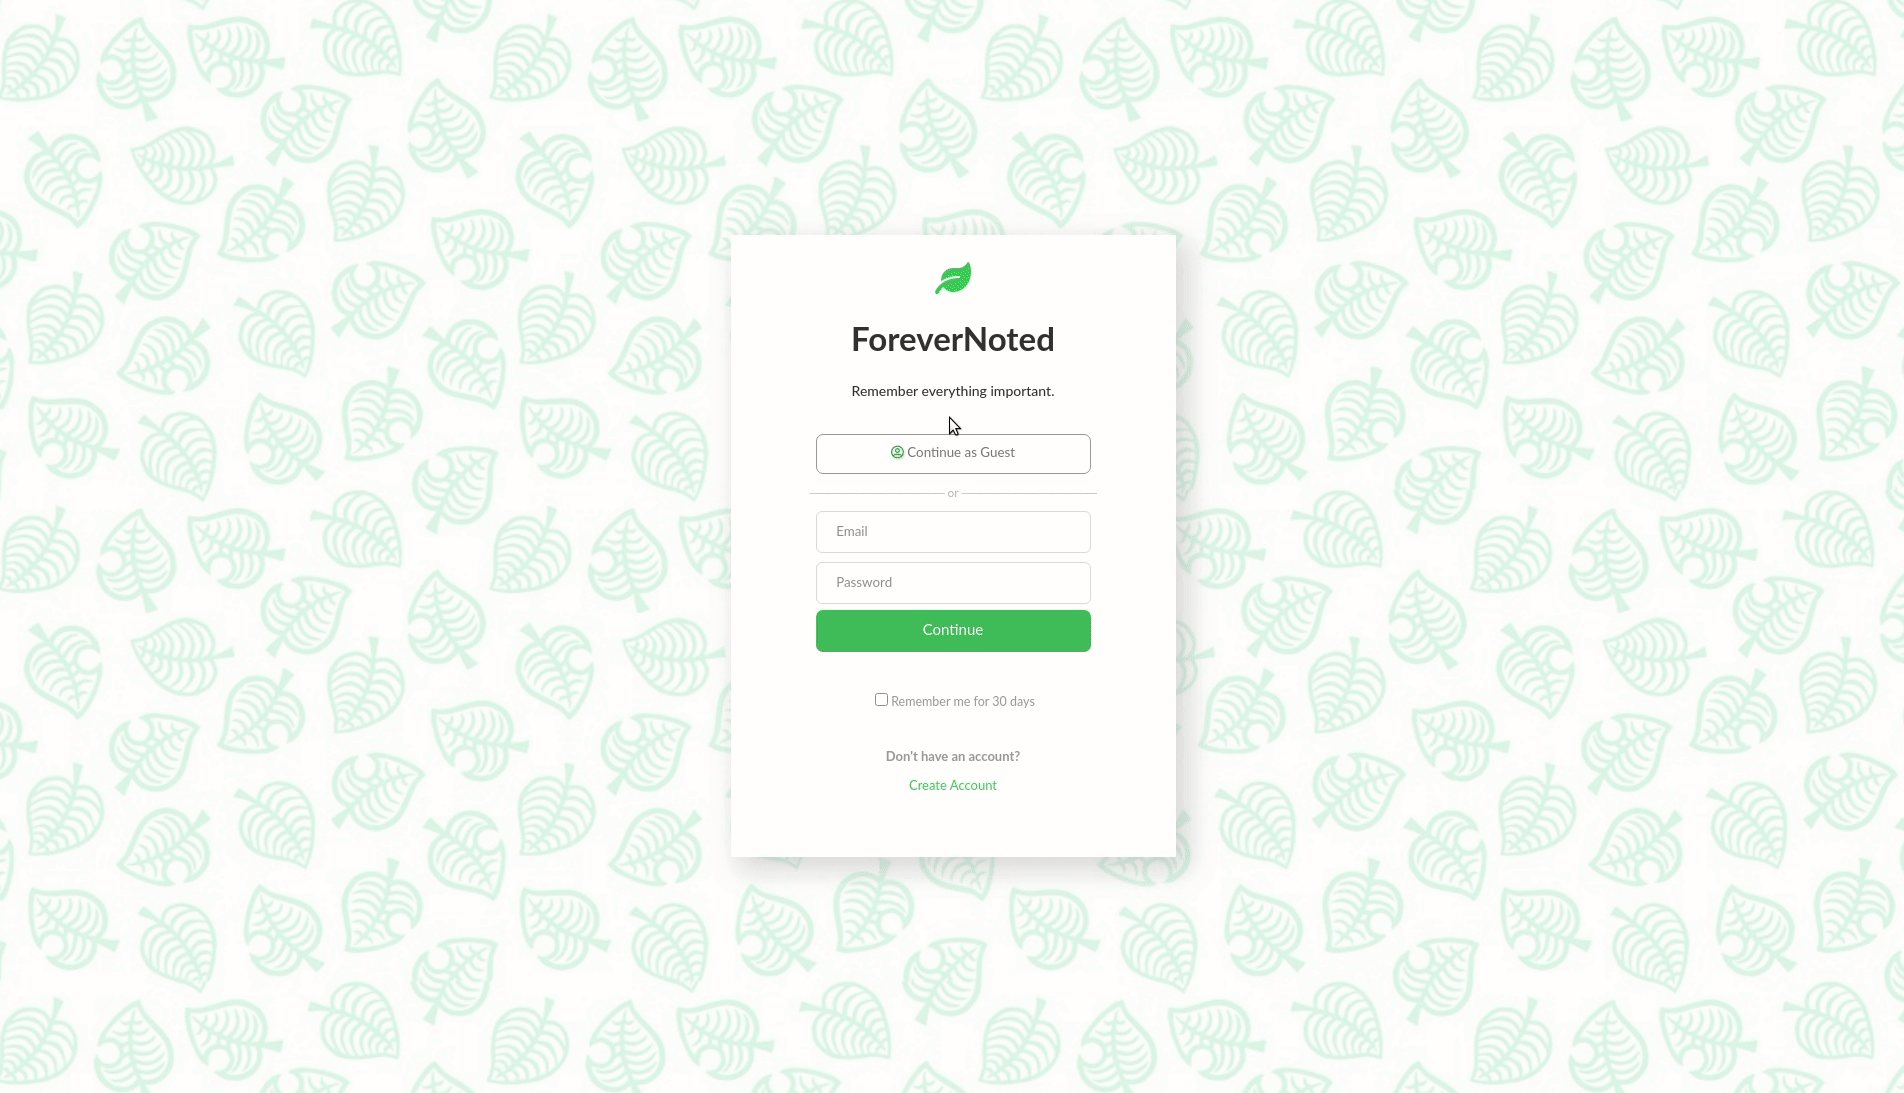 ForeverNoted
Remember everything important.
Continue as Guest
or
Email
Password
Continue
Remember me for 30 days
Don't have an account?
Create Account